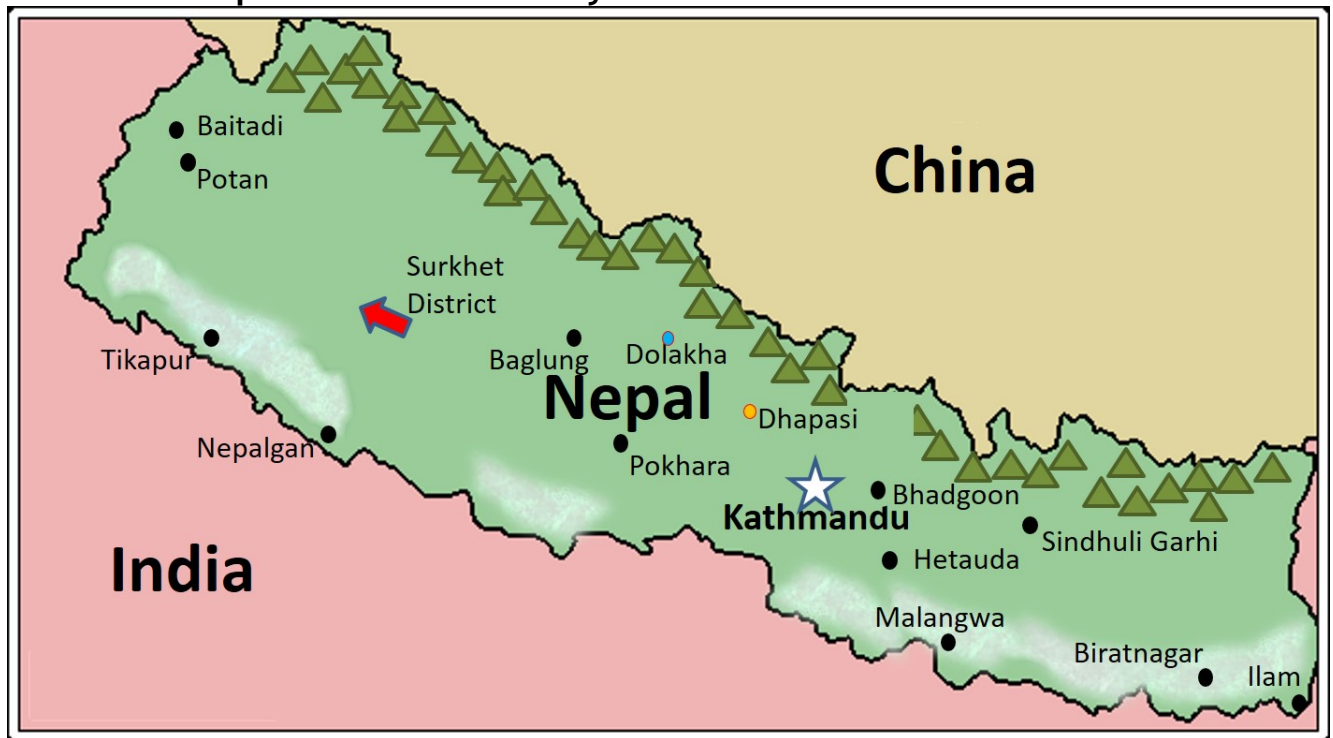 Baitadi
Potan
China
Surkhet
District
Tikapur
Baglung
Dolakha
Nepal
Dhapasi
Nepalgan
Pokhara
Bhadgoon
Kathmandu
Sindhuli Garhi
India
Hetauda
Malangwa
Biratnagar
Ilam